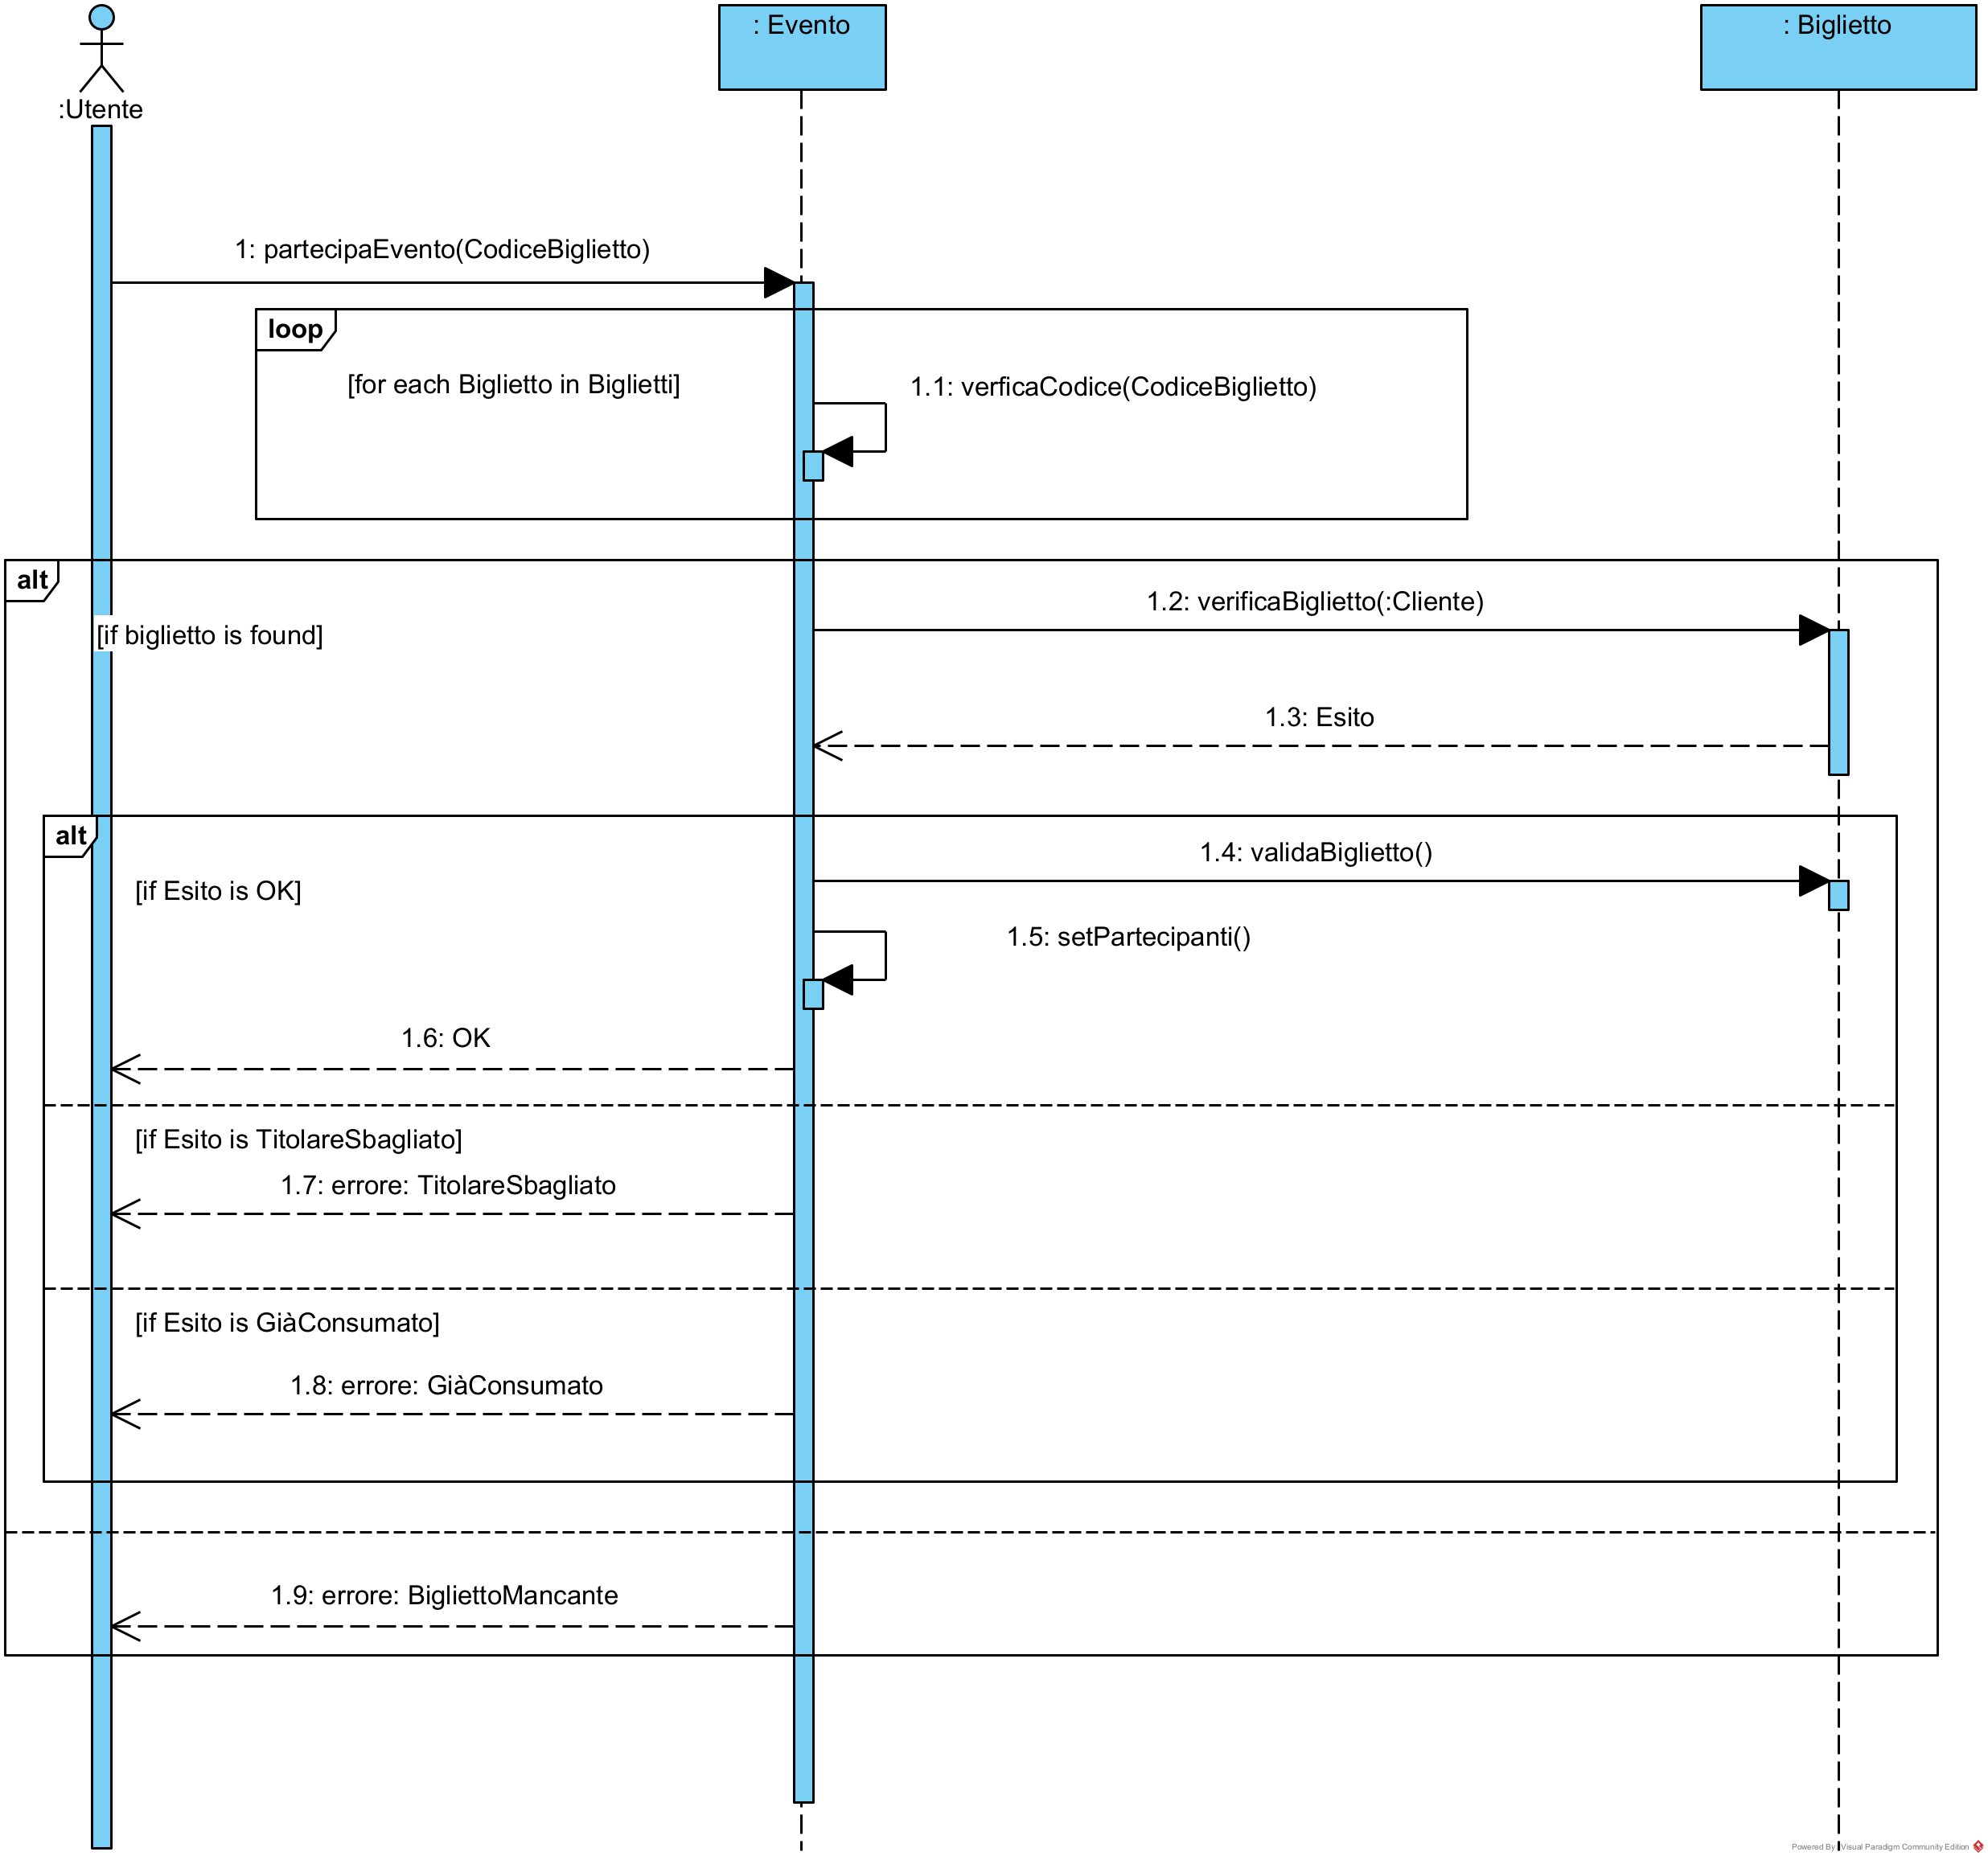 : Evento
: Biglietto
:Utente
1: partecipaEvento(CodiceBiglietto)
loop
[for each Biglietto in Biglietti]
1.1: verficaCodice(CodiceBiglietto)
alt
1.2: verificaBiglietto(:Cliente)
[if biglietto is found]
1.3: Esito
alt
1.4: validaBiglietto()
[if Esito is OK]
1.5: setPartecipanti()
1.6: OK
[if Esito is TitolareSbagliato]
1.7: errore: TitolareSbagliato
[if Esito is GiàConsumato]
1.8: errore: GiàConsumato
1.9: errore: BigliettoMancante
Powered By Visual Paradigm Community Edition